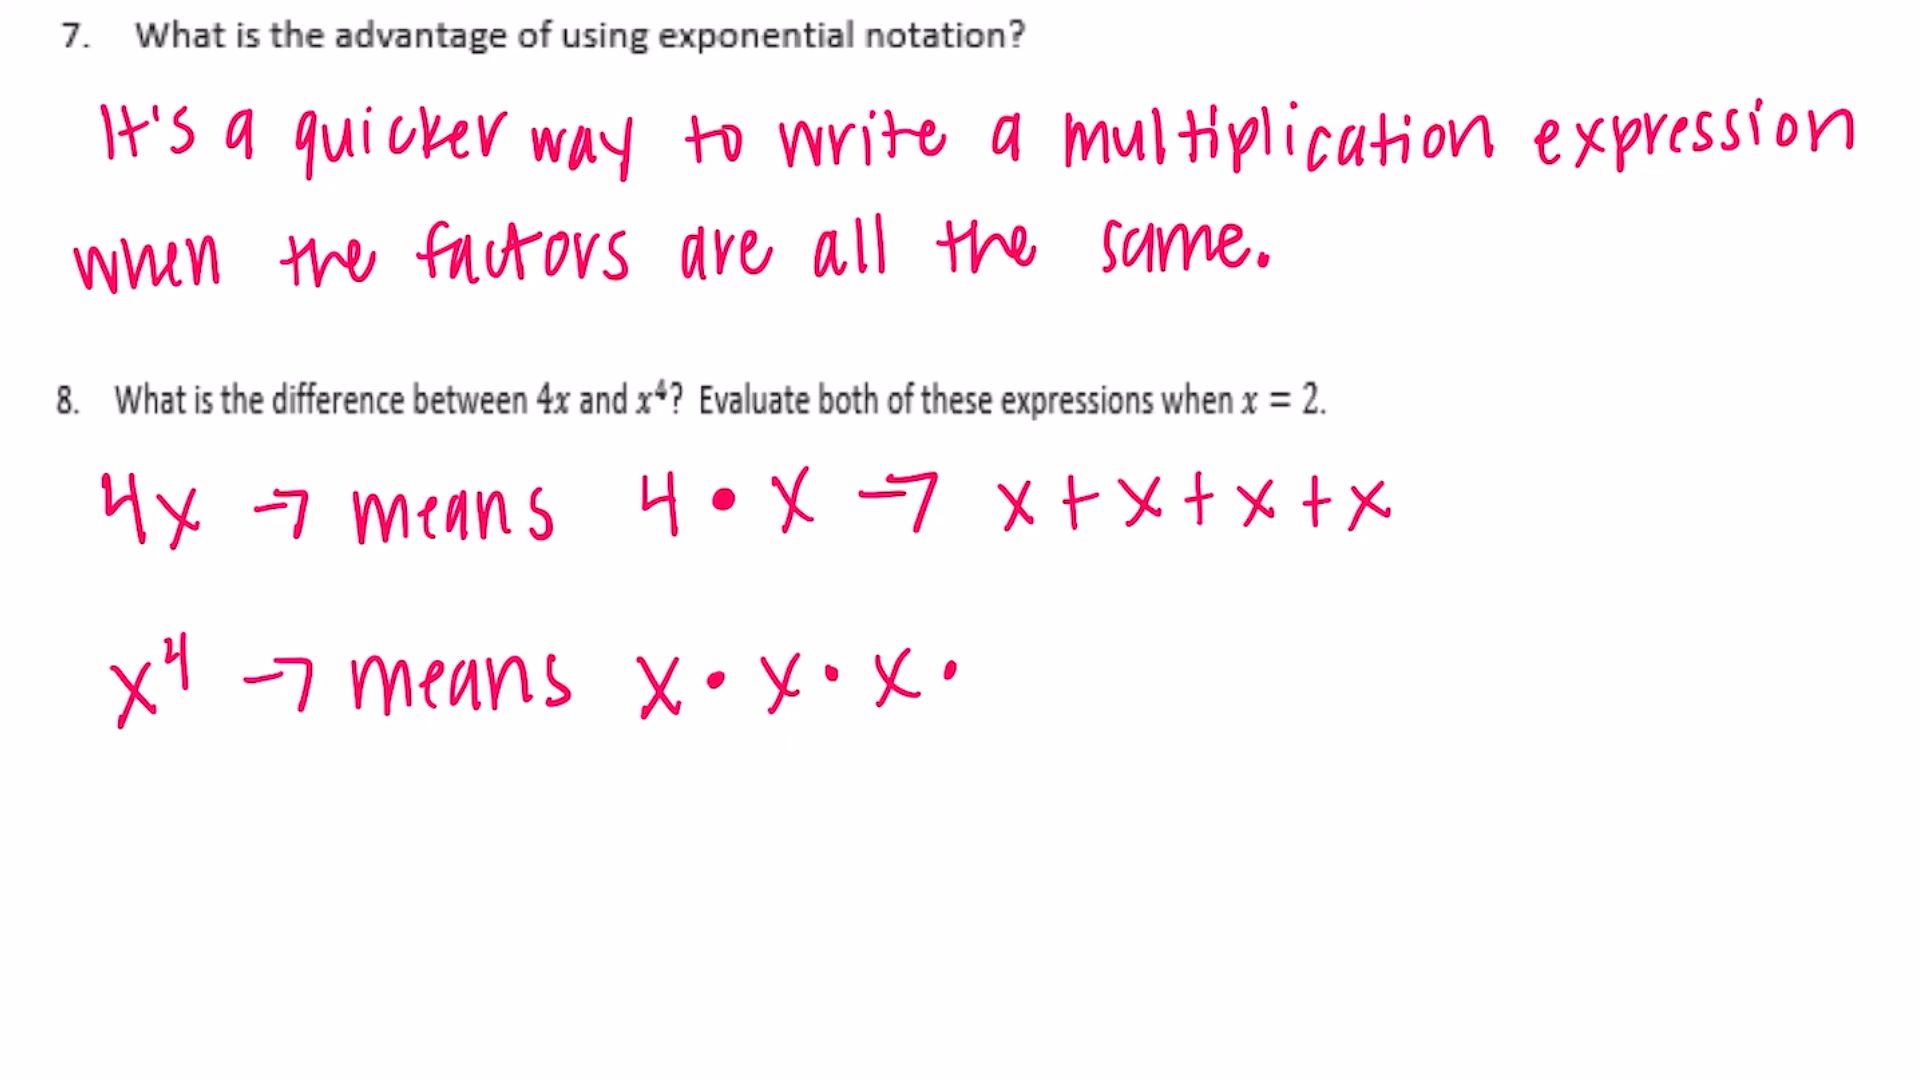 7. What is the advantage of using exponential notation?
It's a quicker way to write a multiplication expression
when the factors are all the same.
8. What is the difference between 4x and x⁴? Evaluate both of these expressions when x = 2.
4x → means 4 • x → x + x + x + x
x⁴ → means x • x • x •